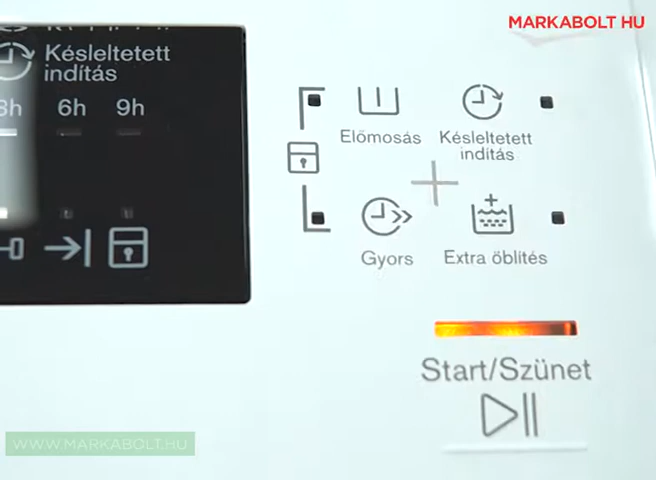 MARKABOLT HU
Késleltetett
indítás
3h 6h 9h
Előmosás
Késleltetett
indítás
Gyors
Extra öblítés
Start/Szünet
WWW.MARKABOLT.HU